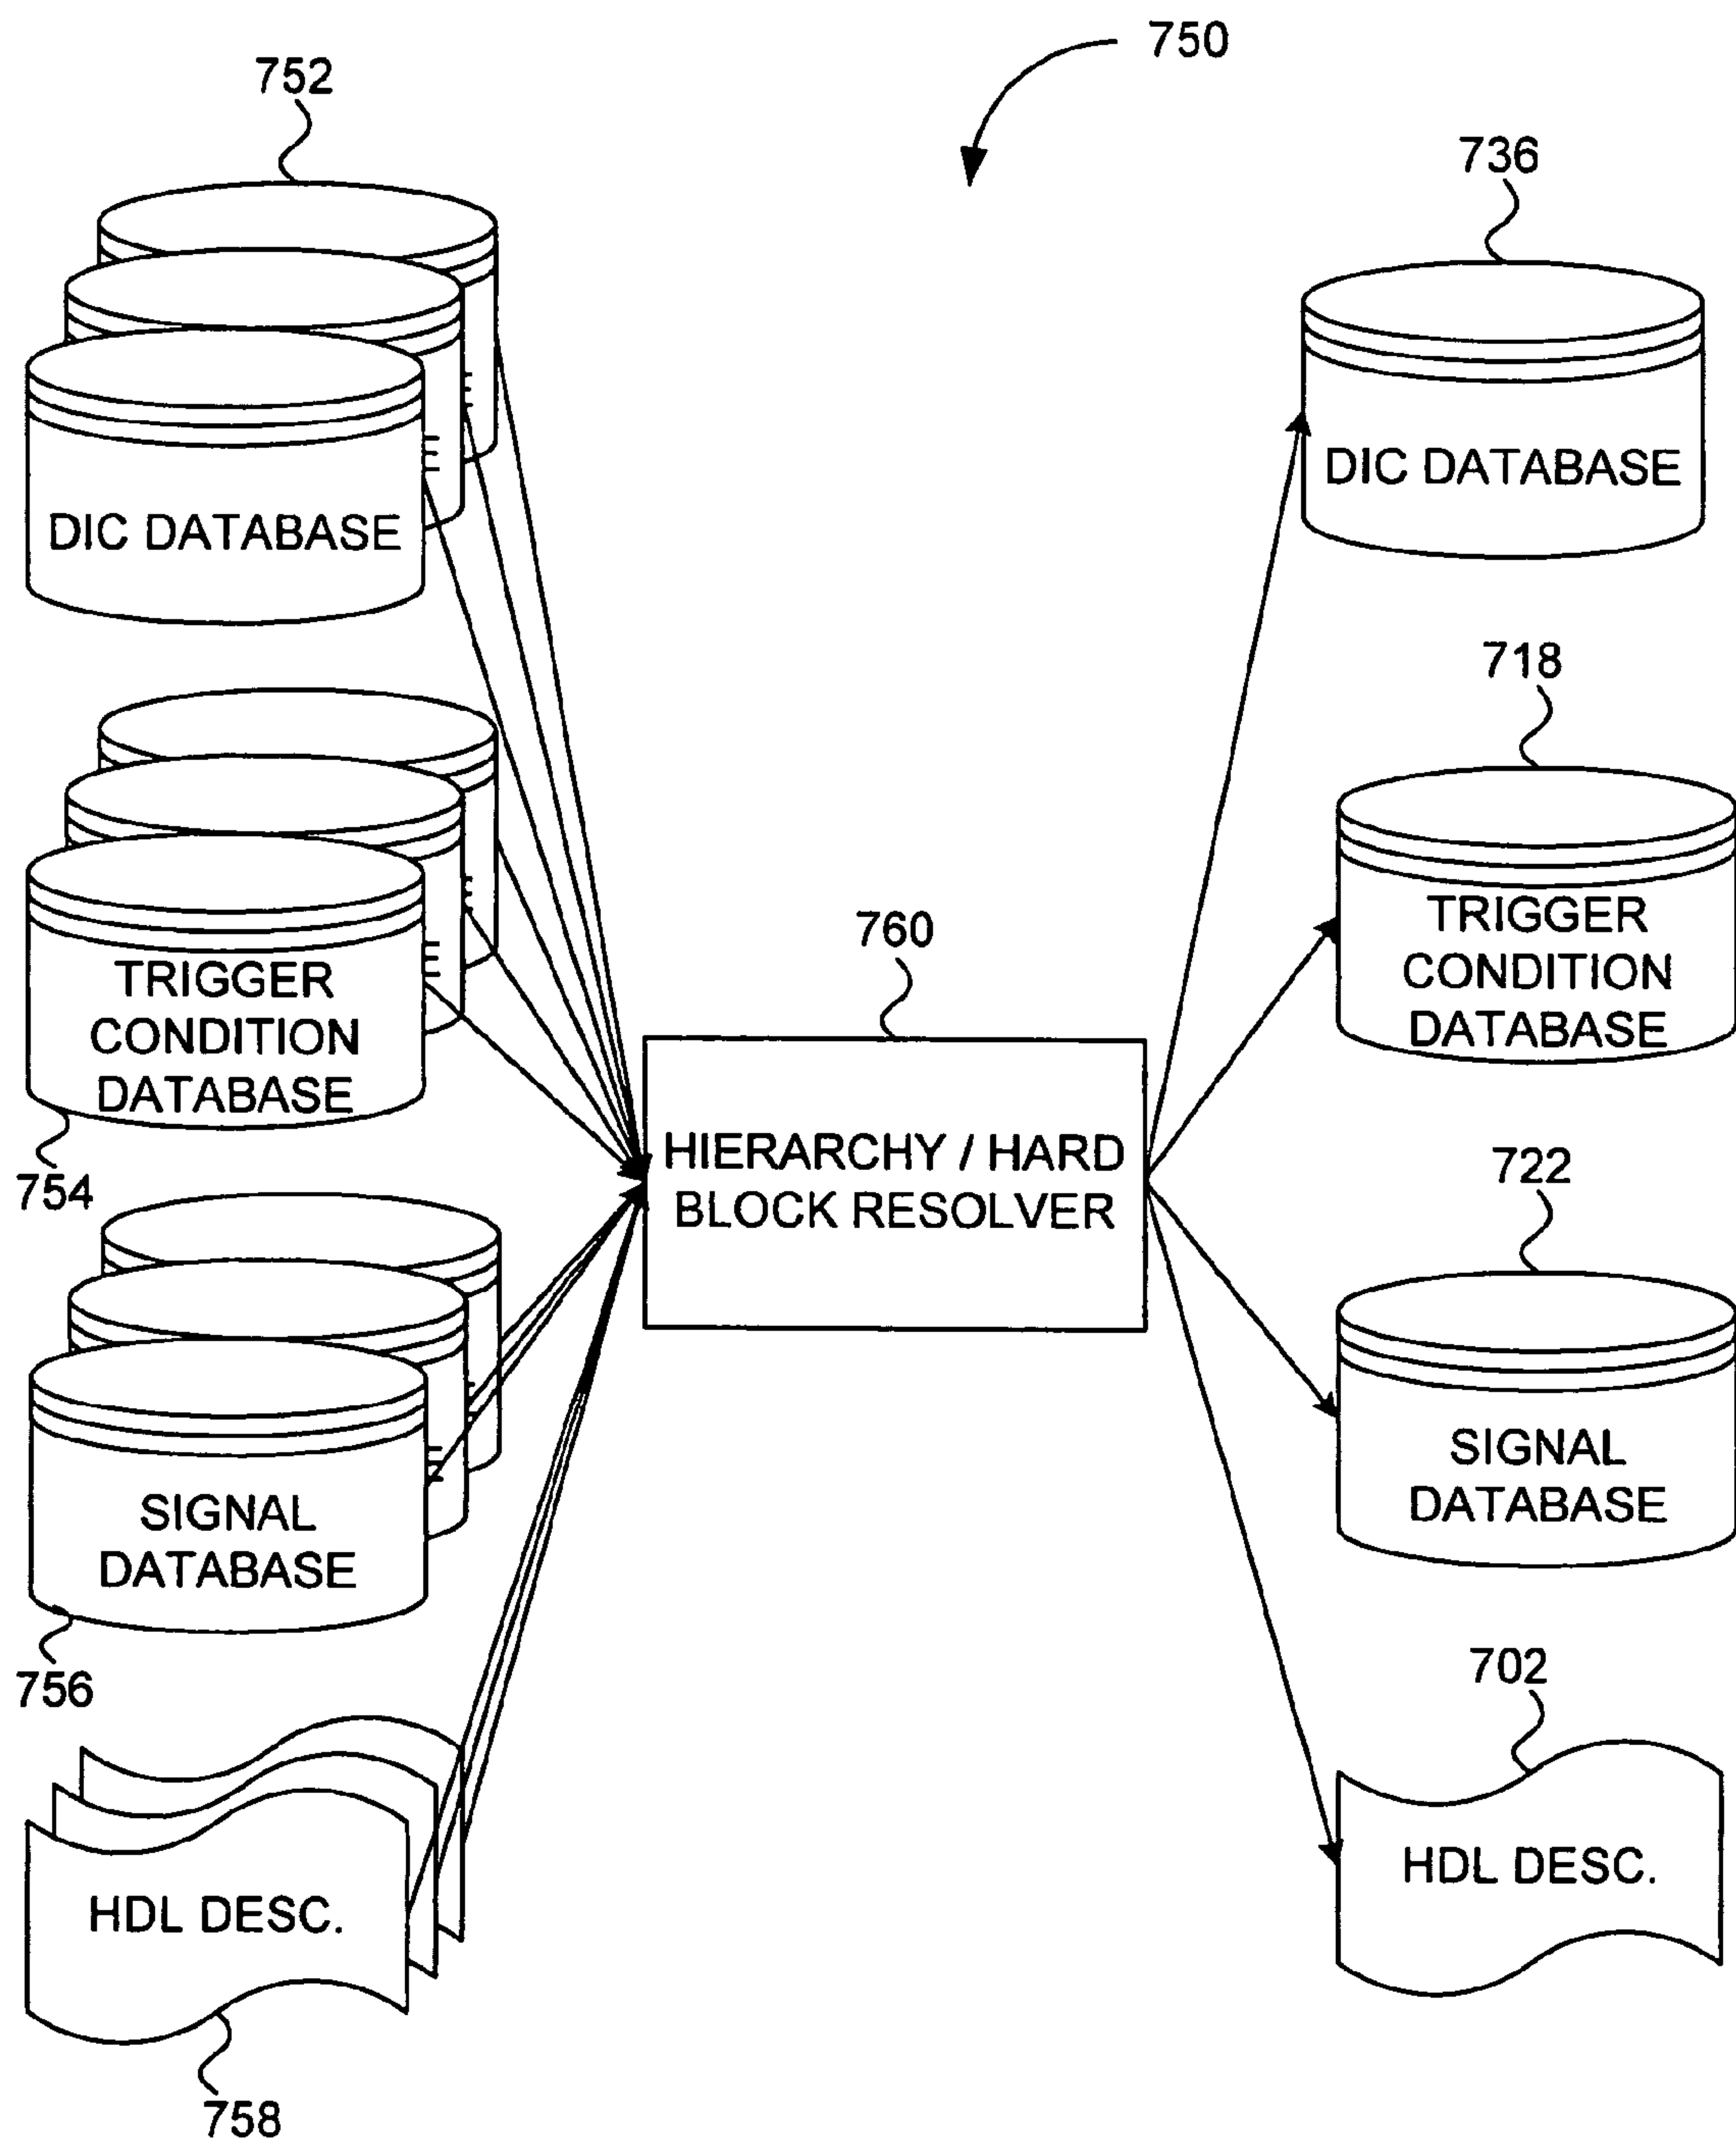 750
752
736
DIC DATABASE
DIC DATABASE
718
TRIGGER
CONDITION
DATABASE
754
760
TRIGGER
CONDITION
DATABASE
HIERARCHY / HARD
BLOCK RESOLVER
722
SIGNAL
DATABASE
756
SIGNAL
DATABASE
702
HDL DESC.
758
HDL DESC.